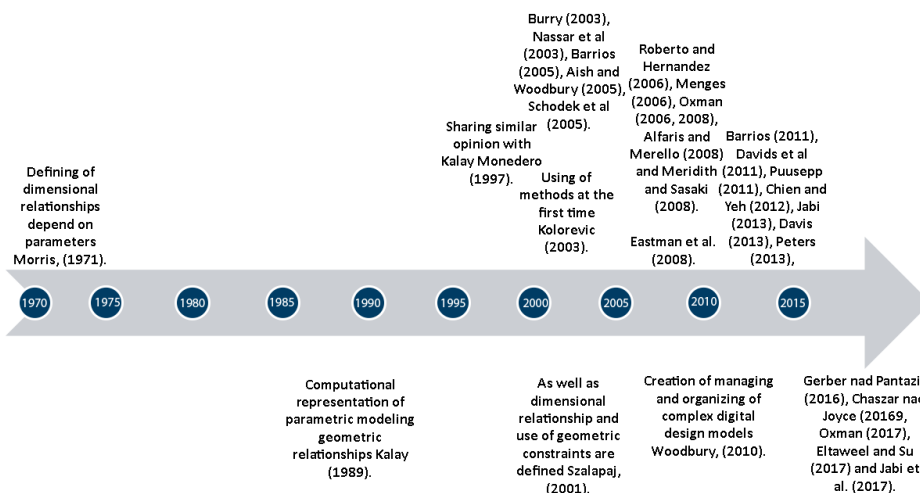 Defining of
dimensional
relationships
depend on
parameters
Morris, (1971).
Sharing similar
opinion with
Kalay Monedero
(1997).
Burry (2003),
Nassar et al
(2003), Barrios
(2005), Aish and
Woodbury (2005),
Schodek et al
(2005).
Using of
methods at the
first time
Kolorevic
(2003).
Roberto and
Hernandez
(2006), Menges
(2006), Oxman
(2006, 2008),
Alfaris and
Merello (2008)
and Meridith
and Sasaki
(2008).
Eastman et al.
(2008).
Barrios (2011),
Davids et al
(2011), Puusepp
(2011), Chien and
Yeh (2012), Jabi
(2013), Davis
(2013), Peters
(2013),
1970
1975
1980
1985
1990
1995
2000
2005
2010
2015
Computational
representation of
parametric modeling
geometric
relationships Kalay
(1989).
As well as
dimensional
relationship and
use of geometric
constraints are
defined Szalapaj,
(2001).
Creation of managing
and organizing of
complex digital
design models
Woodbury, (2010).
Gerber nad Pantazi
(2016), Chaszar nad
Joyce (20169,
Oxman (2017),
Eltaweel and Su
(2017) and Jabi et
al. (2017).